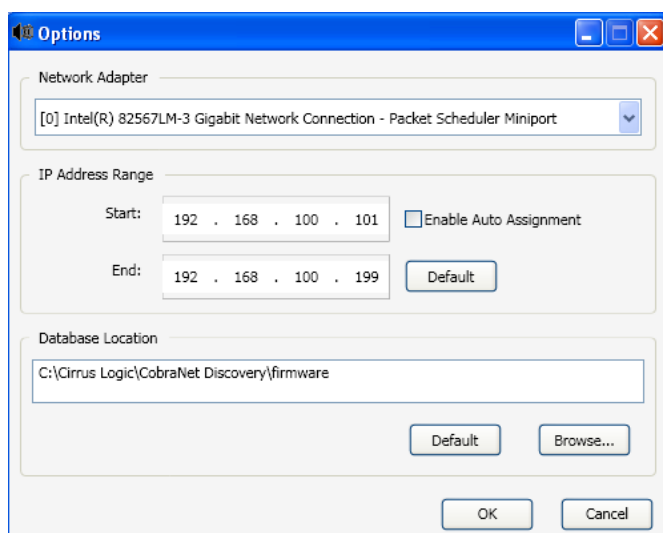 Options
Network Adapter
[0] Intel(R) 82567LM-3 Gigabit Network Connection - Packet Scheduler Miniport
IP Address Range
Start: 192 . 168 . 100 . 101 Enable Auto Assignment
End: 192 . 168 . 100 . 199 Default
Database Location
C:\Cirrus Logic\CobraNet Discovery\firmware
Default Browse...
OK Cancel